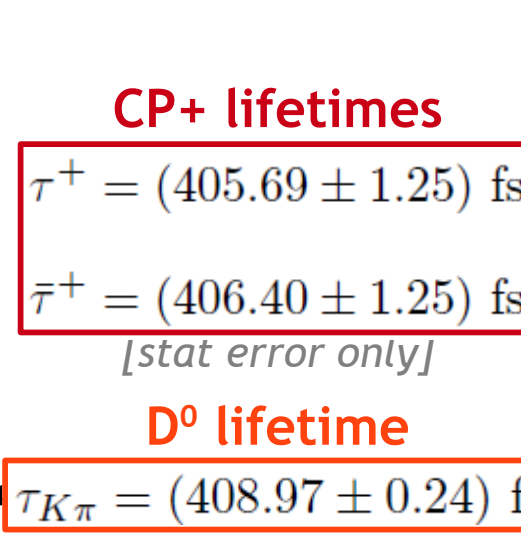 CP+ lifetimes
τ⁺ = (405.69 ± 1.25) fs
τ̄⁺ = (406.40 ± 1.25) fs
[stat error only]
D⁰ lifetime
τ_Kπ = (408.97 ± 0.24) f